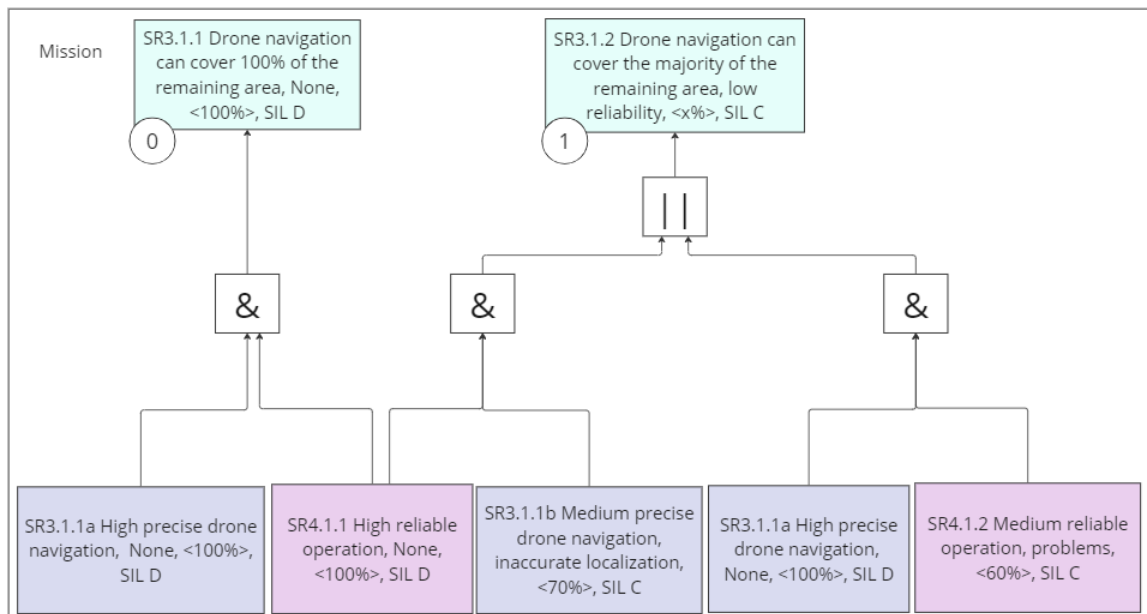 Mission
SR3.1.1 Drone navigation
can cover 100% of the
remaining area, None,
<100%>, SIL D
0
SR3.1.2 Drone navigation can
cover the majority of the
remaining area, low
reliability, <x%>, SIL C
1
||
&
&
&
SR3.1.1a High precise drone
navigation, None, <100%>,
SIL D
SR4.1.1 High reliable
operation, None,
<100%>, SIL D
SR3.1.1b Medium precise
drone navigation,
inaccurate localization,
<70%>, SIL C
SR3.1.1a High precise
drone navigation,
None, <100%>, SIL D
SR4.1.2 Medium reliable
operation, problems,
<60%>, SIL C